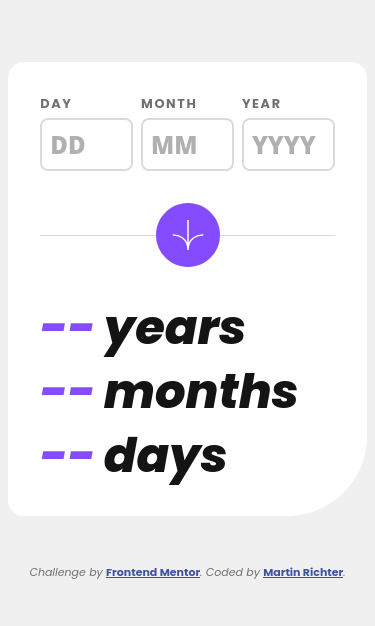 DAY MONTH YEAR
DD MM YYYY
-- years
-- months
-- days
Challenge by Frontend Mentor. Coded by Martin Richter.